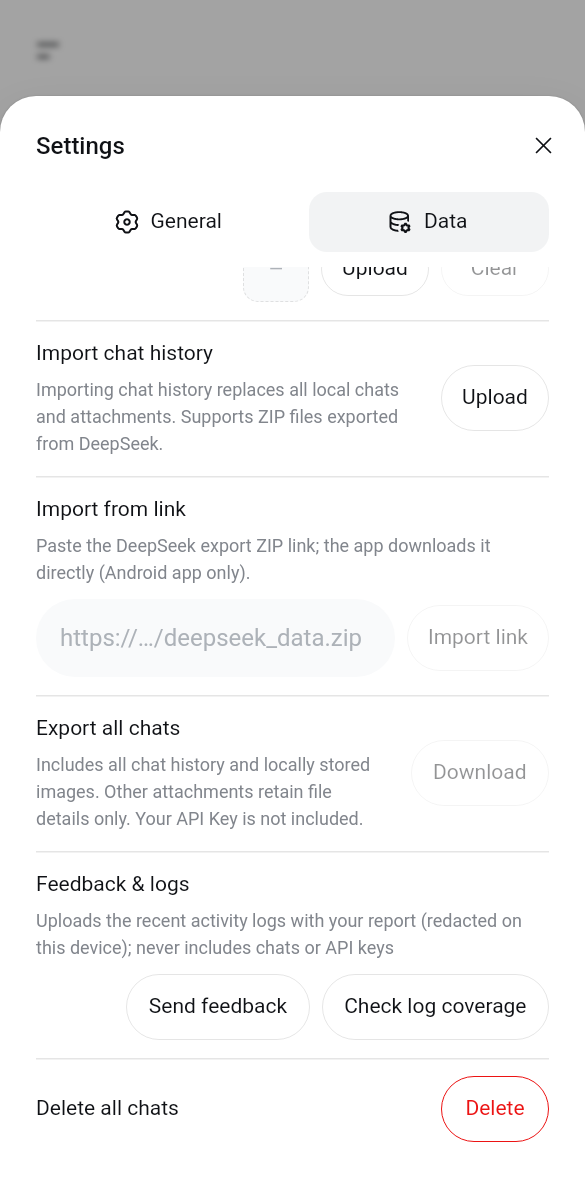 Settings
General
Data
Upload
Clear
Import chat history
Importing chat history replaces all local chats
and attachments. Supports ZIP files exported
from DeepSeek.
Upload
Import from link
Paste the DeepSeek export ZIP link; the app downloads it
directly (Android app only).
https://…/deepseek_data.zip
Import link
Export all chats
Includes all chat history and locally stored
images. Other attachments retain file
details only. Your API Key is not included.
Download
Feedback & logs
Uploads the recent activity logs with your report (redacted on
this device); never includes chats or API keys
Send feedback
Check log coverage
Delete all chats
Delete